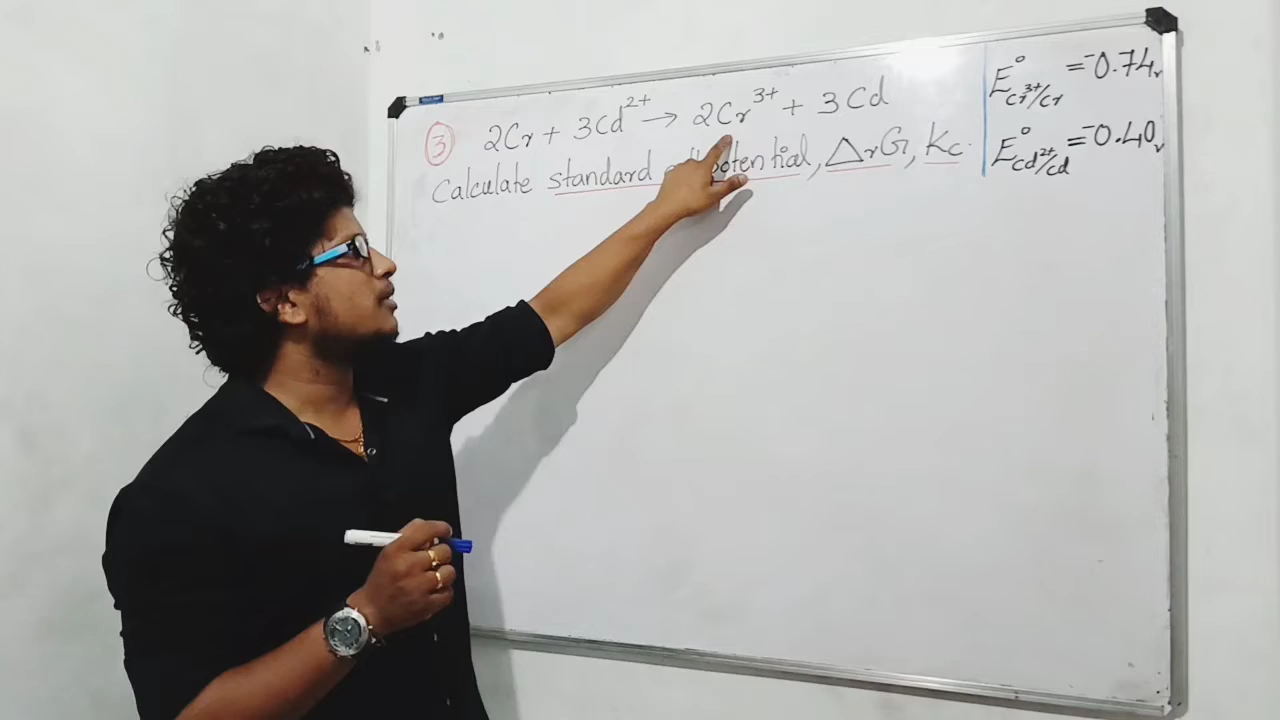 ③ 2Cr + 3Cd²⁺ → 2Cr³⁺ + 3Cd
Calculate standard potential, ΔrG, Kc.
E°Cr³⁺/Cr = -0.74v
E°Cd²⁺/Cd = -0.40v